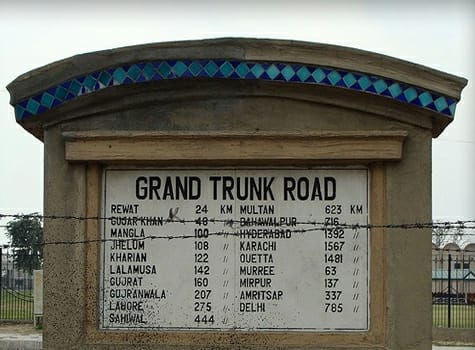 GRAND TRUNK ROAD
REWAT 24 KM MULTAN 623 KM
GUJAR KHAN 48 〃 BAHAWALPUR 716 〃
MANGLA 100 〃 HYDERABAD 1392 〃
JHELUM 108 〃 KARACHI 1567 〃
KHARIAN 122 〃 QUETTA 1481 〃
LALAMUSA 142 〃 MURREE 63 〃
GUJRAT 160 〃 MIRPUR 137 〃
GUJRANWALA 207 〃 AMRITSAR 337 〃
LAHORE 275 〃 DELHI 785 〃
SAHIWAL 444 〃